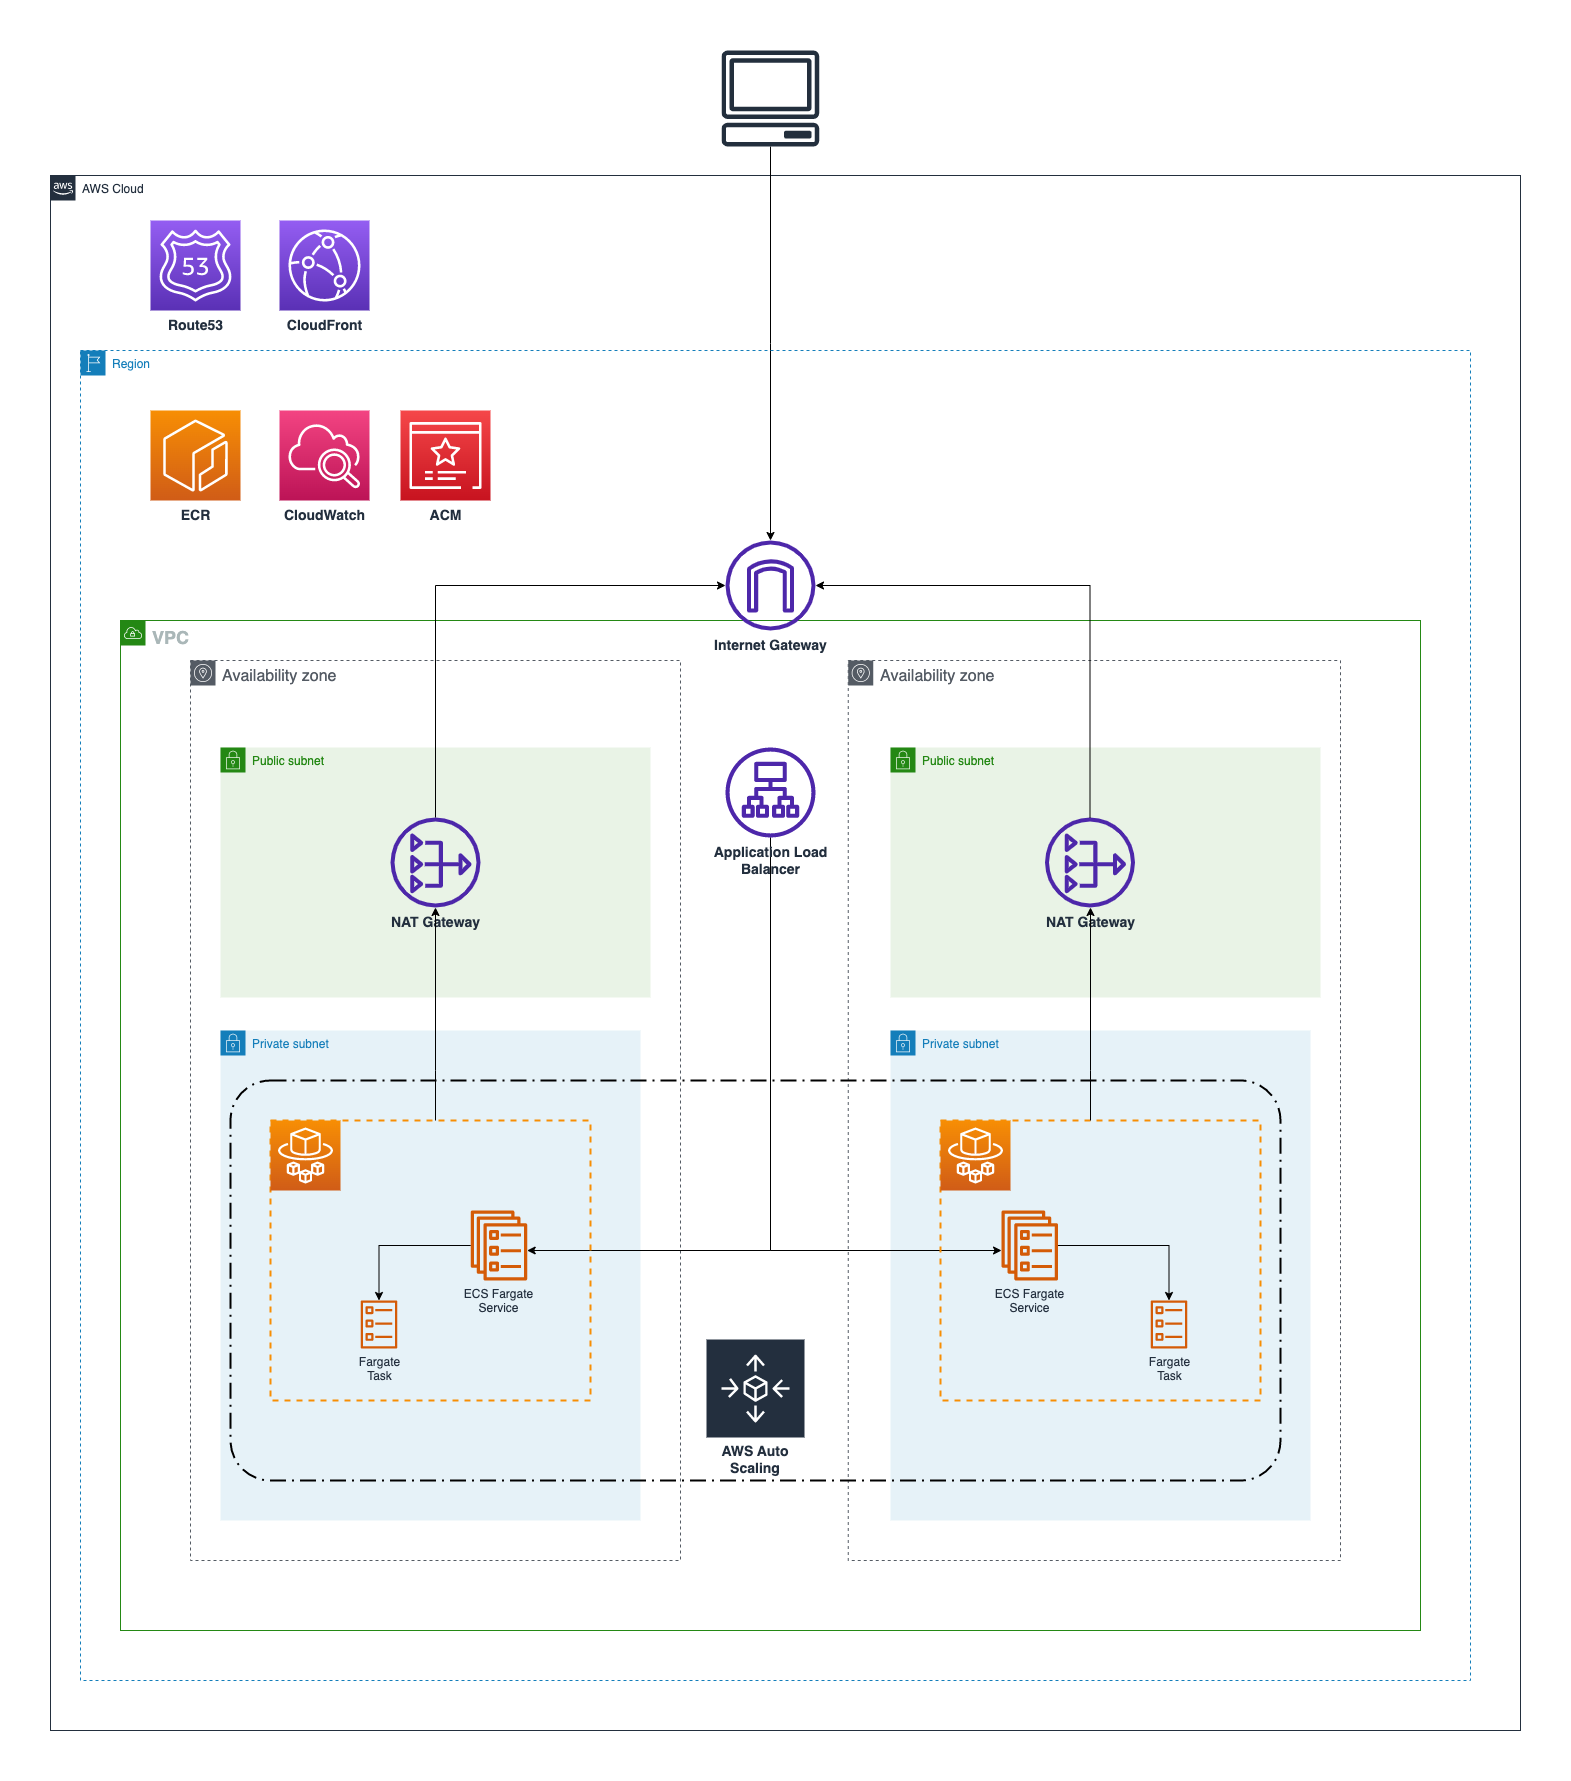 aws
AWS Cloud
53
Route53
CloudFront
Region
ECR
CloudWatch
ACM
Internet Gateway
VPC
Availability zone
Availability zone
Public subnet
Public subnet
Application Load
Balancer
NAT Gateway
NAT Gateway
Private subnet
Private subnet
ECS Fargate
Service
ECS Fargate
Service
Fargate
Task
Fargate
Task
AWS Auto
Scaling